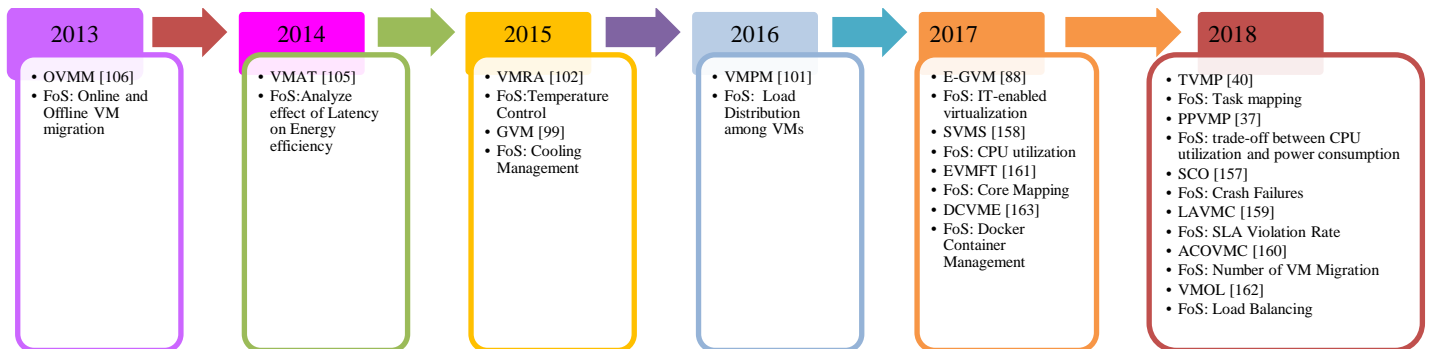 2013
• OVMM [106]
• FoS: Online and
Offline VM
migration
2014
• VMAT [105]
• FoS:Analyze
effect of Latency
on Energy
efficiency
2015
• VMRA [102]
• FoS:Temperature
Control
• GVM [99]
• FoS: Cooling
Management
2016
• VMPM [101]
• FoS: Load
Distribution
among VMs
2017
• E-GVM [88]
• FoS: IT-enabled
virtualization
• SVMS [158]
• FoS: CPU utilization
• EVMFT [161]
• FoS: Core Mapping
• DCVME [163]
• FoS: Docker
Container
Management
2018
• TVMP [40]
• FoS: Task mapping
• PPVMP [37]
• FoS: trade-off between CPU
utilization and power consumption
• SCO [157]
• FoS: Crash Failures
• LAVMC [159]
• FoS: SLA Violation Rate
• ACOVMC [160]
• FoS: Number of VM Migration
• VMOL [162]
• FoS: Load Balancing